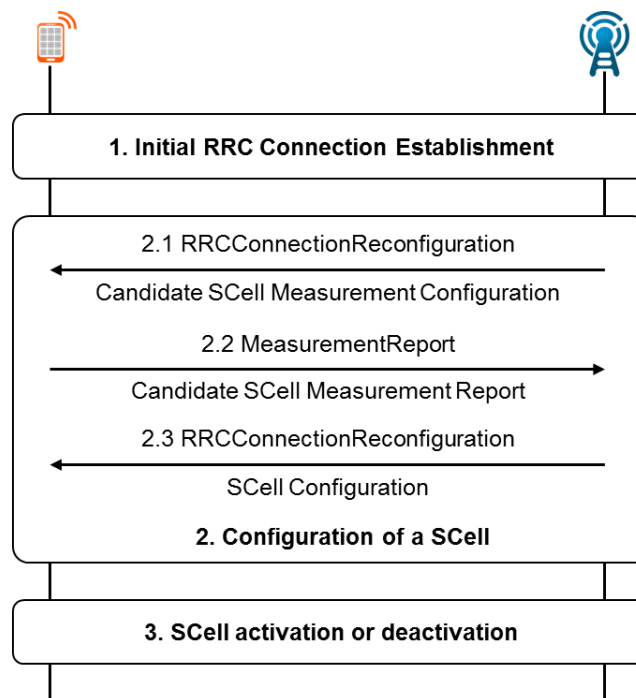 1. Initial RRC Connection Establishment
2.1 RRCConnectionReconfiguration
Candidate SCell Measurement Configuration
2.2 MeasurementReport
Candidate SCell Measurement Report
2.3 RRCConnectionReconfiguration
SCell Configuration
2. Configuration of a SCell
3. SCell activation or deactivation